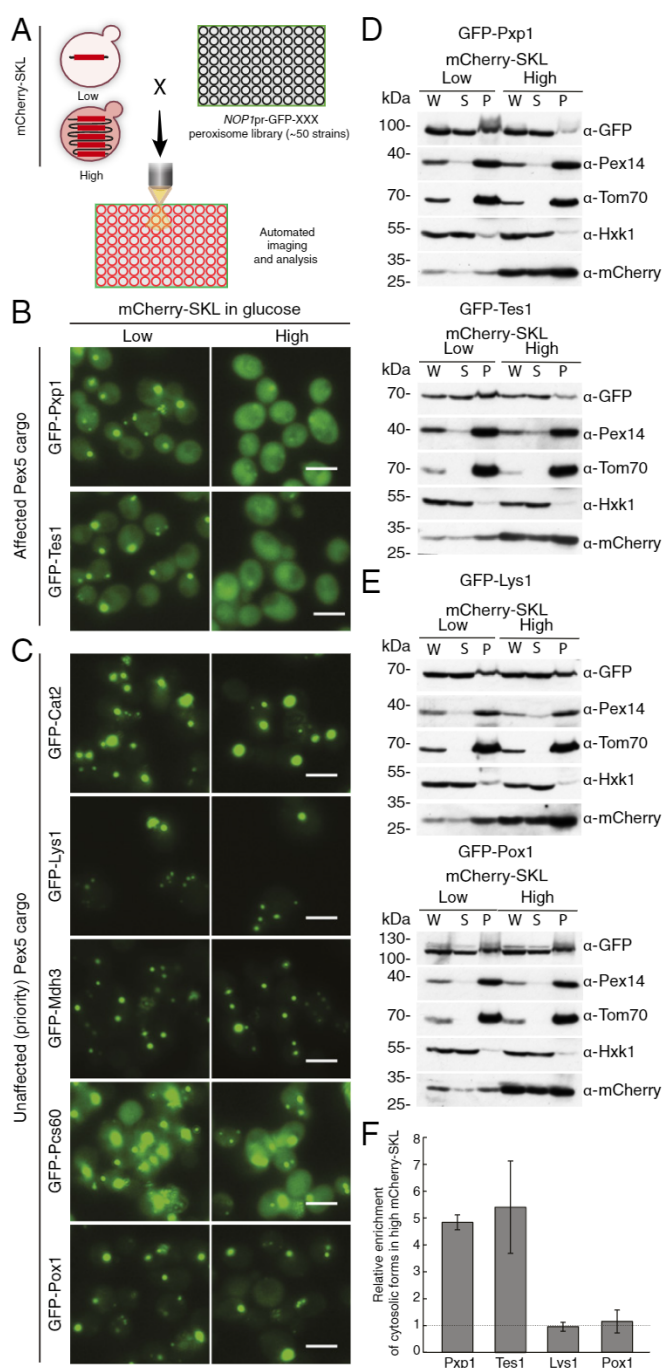 A
mCherry-SKL
Low
High
X
NOP1pr-GFP-XXX
peroxisome library (~50 strains)
Automated
imaging
and analysis
B
mCherry-SKL in glucose
Low High
Affected Pex5 cargo
GFP-Pxp1
GFP-Tes1
C
Unaffected (priority) Pex5 cargo
GFP-Cat2
GFP-Lys1
GFP-Mdh3
GFP-Pcs60
GFP-Pox1
D
GFP-Pxp1
mCherry-SKL
Low High
kDa W S P W S P
100- α-GFP
40- α-Pex14
70- α-Tom70
55- α-Hxk1
35- α-mCherry
25-
GFP-Tes1
mCherry-SKL
Low High
kDa W S P W S P
70- α-GFP
40- α-Pex14
70- α-Tom70
55- α-Hxk1
35- α-mCherry
25-
E
GFP-Lys1
mCherry-SKL
Low High
kDa W S P W S P
70- α-GFP
40- α-Pex14
70- α-Tom70
55- α-Hxk1
35- α-mCherry
25-
GFP-Pox1
mCherry-SKL
Low High
kDa W S P W S P
130- α-GFP
100-
40- α-Pex14
70- α-Tom70
55- α-Hxk1
35- α-mCherry
25-
F
Relative enrichment
of cytosolic forms in high mCherry-SKL
8
7
6
5
4
3
2
1
0
Pxp1 Tes1 Lys1 Pox1